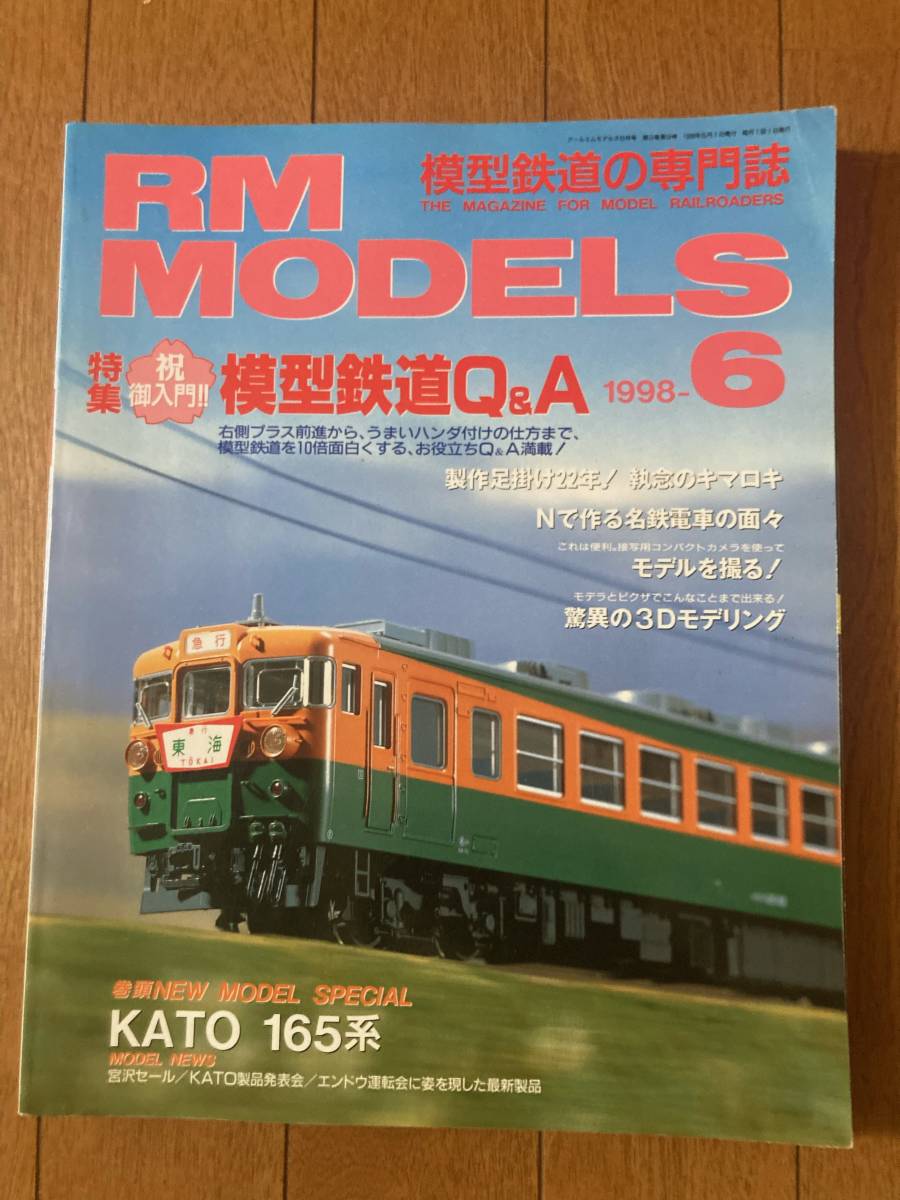 RM
MODELS
模型鉄道の専門誌
THE MAGAZINE FOR MODEL RAILROADERS
特集
祝
御入門!!
模型鉄道Q&A
1998-6
右側プラス前進から、うまいハンダ付けの仕方まで、
模型鉄道を10倍面白くする、お役立ちQ&A満載!
製作足掛け22年! 執念のキマロキ
Nで作る名鉄電車の面々
これは便利。接写用コンパクトカメラを使って
モデルを撮る!
モデラとピクザでこんなことまで出来る!
驚異の3Dモデリング
急行
急行
東海
TŌKAI
巻頭NEW MODEL SPECIAL
KATO 165系
MODEL NEWS
宮沢セール/KATO製品発表会/エンドウ運転会に姿を現した最新製品